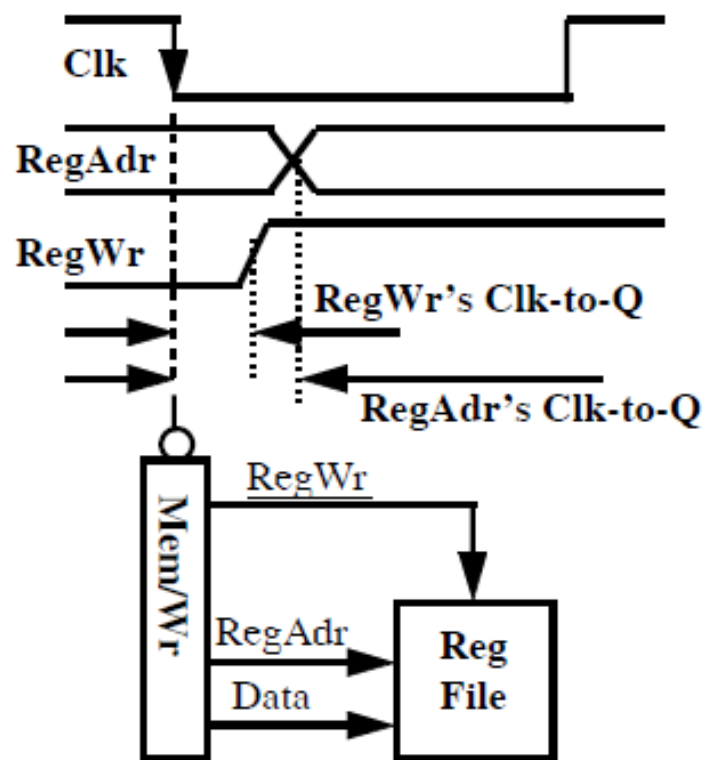 Clk
RegAdr
RegWr
RegWr's Clk-to-Q
RegAdr's Clk-to-Q
RegWr
Mem/Wr
RegAdr
Data
Reg
File